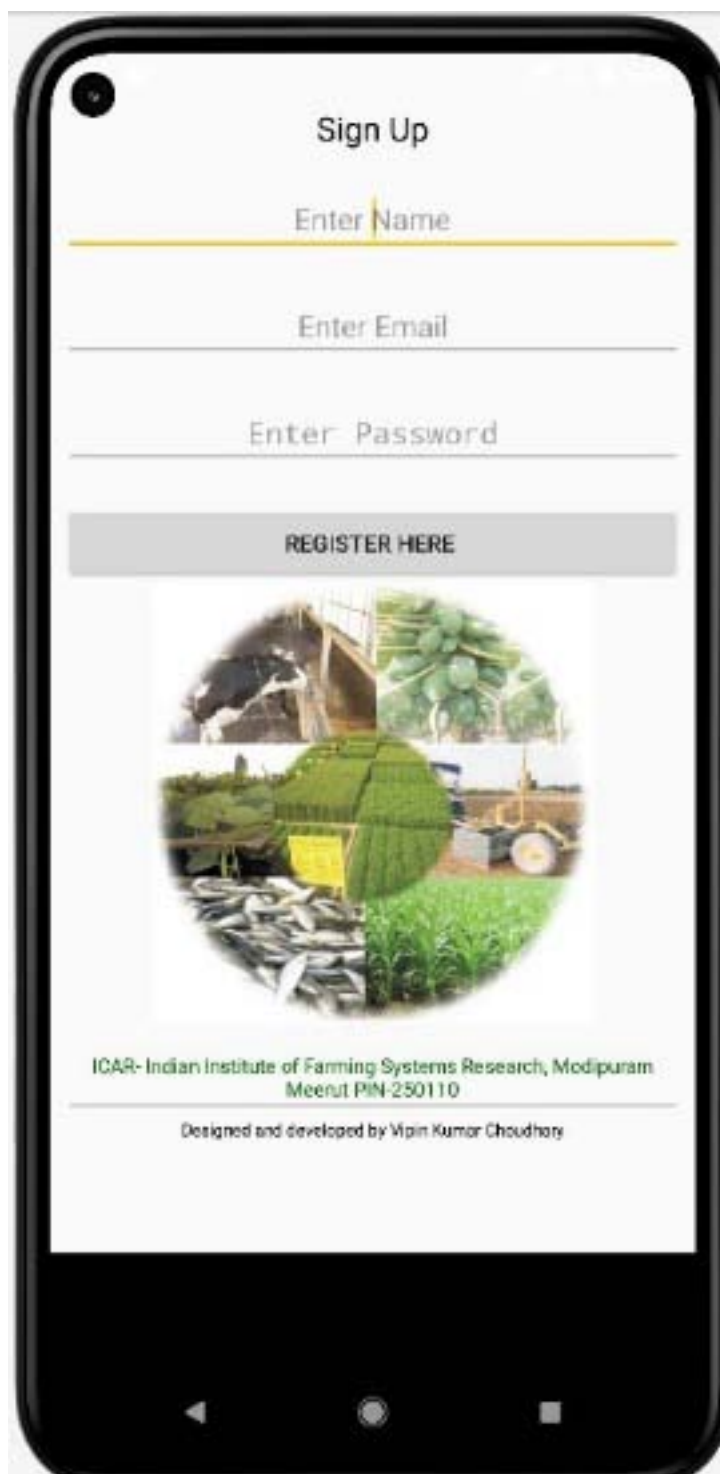 Sign Up
Enter Name
Enter Email
Enter Password
REGISTER HERE
ICAR- Indian Institute of Farming Systems Research, Modipuram
Meerut PIN-250110
Designed and developed by Vipin Kumar Choudhary